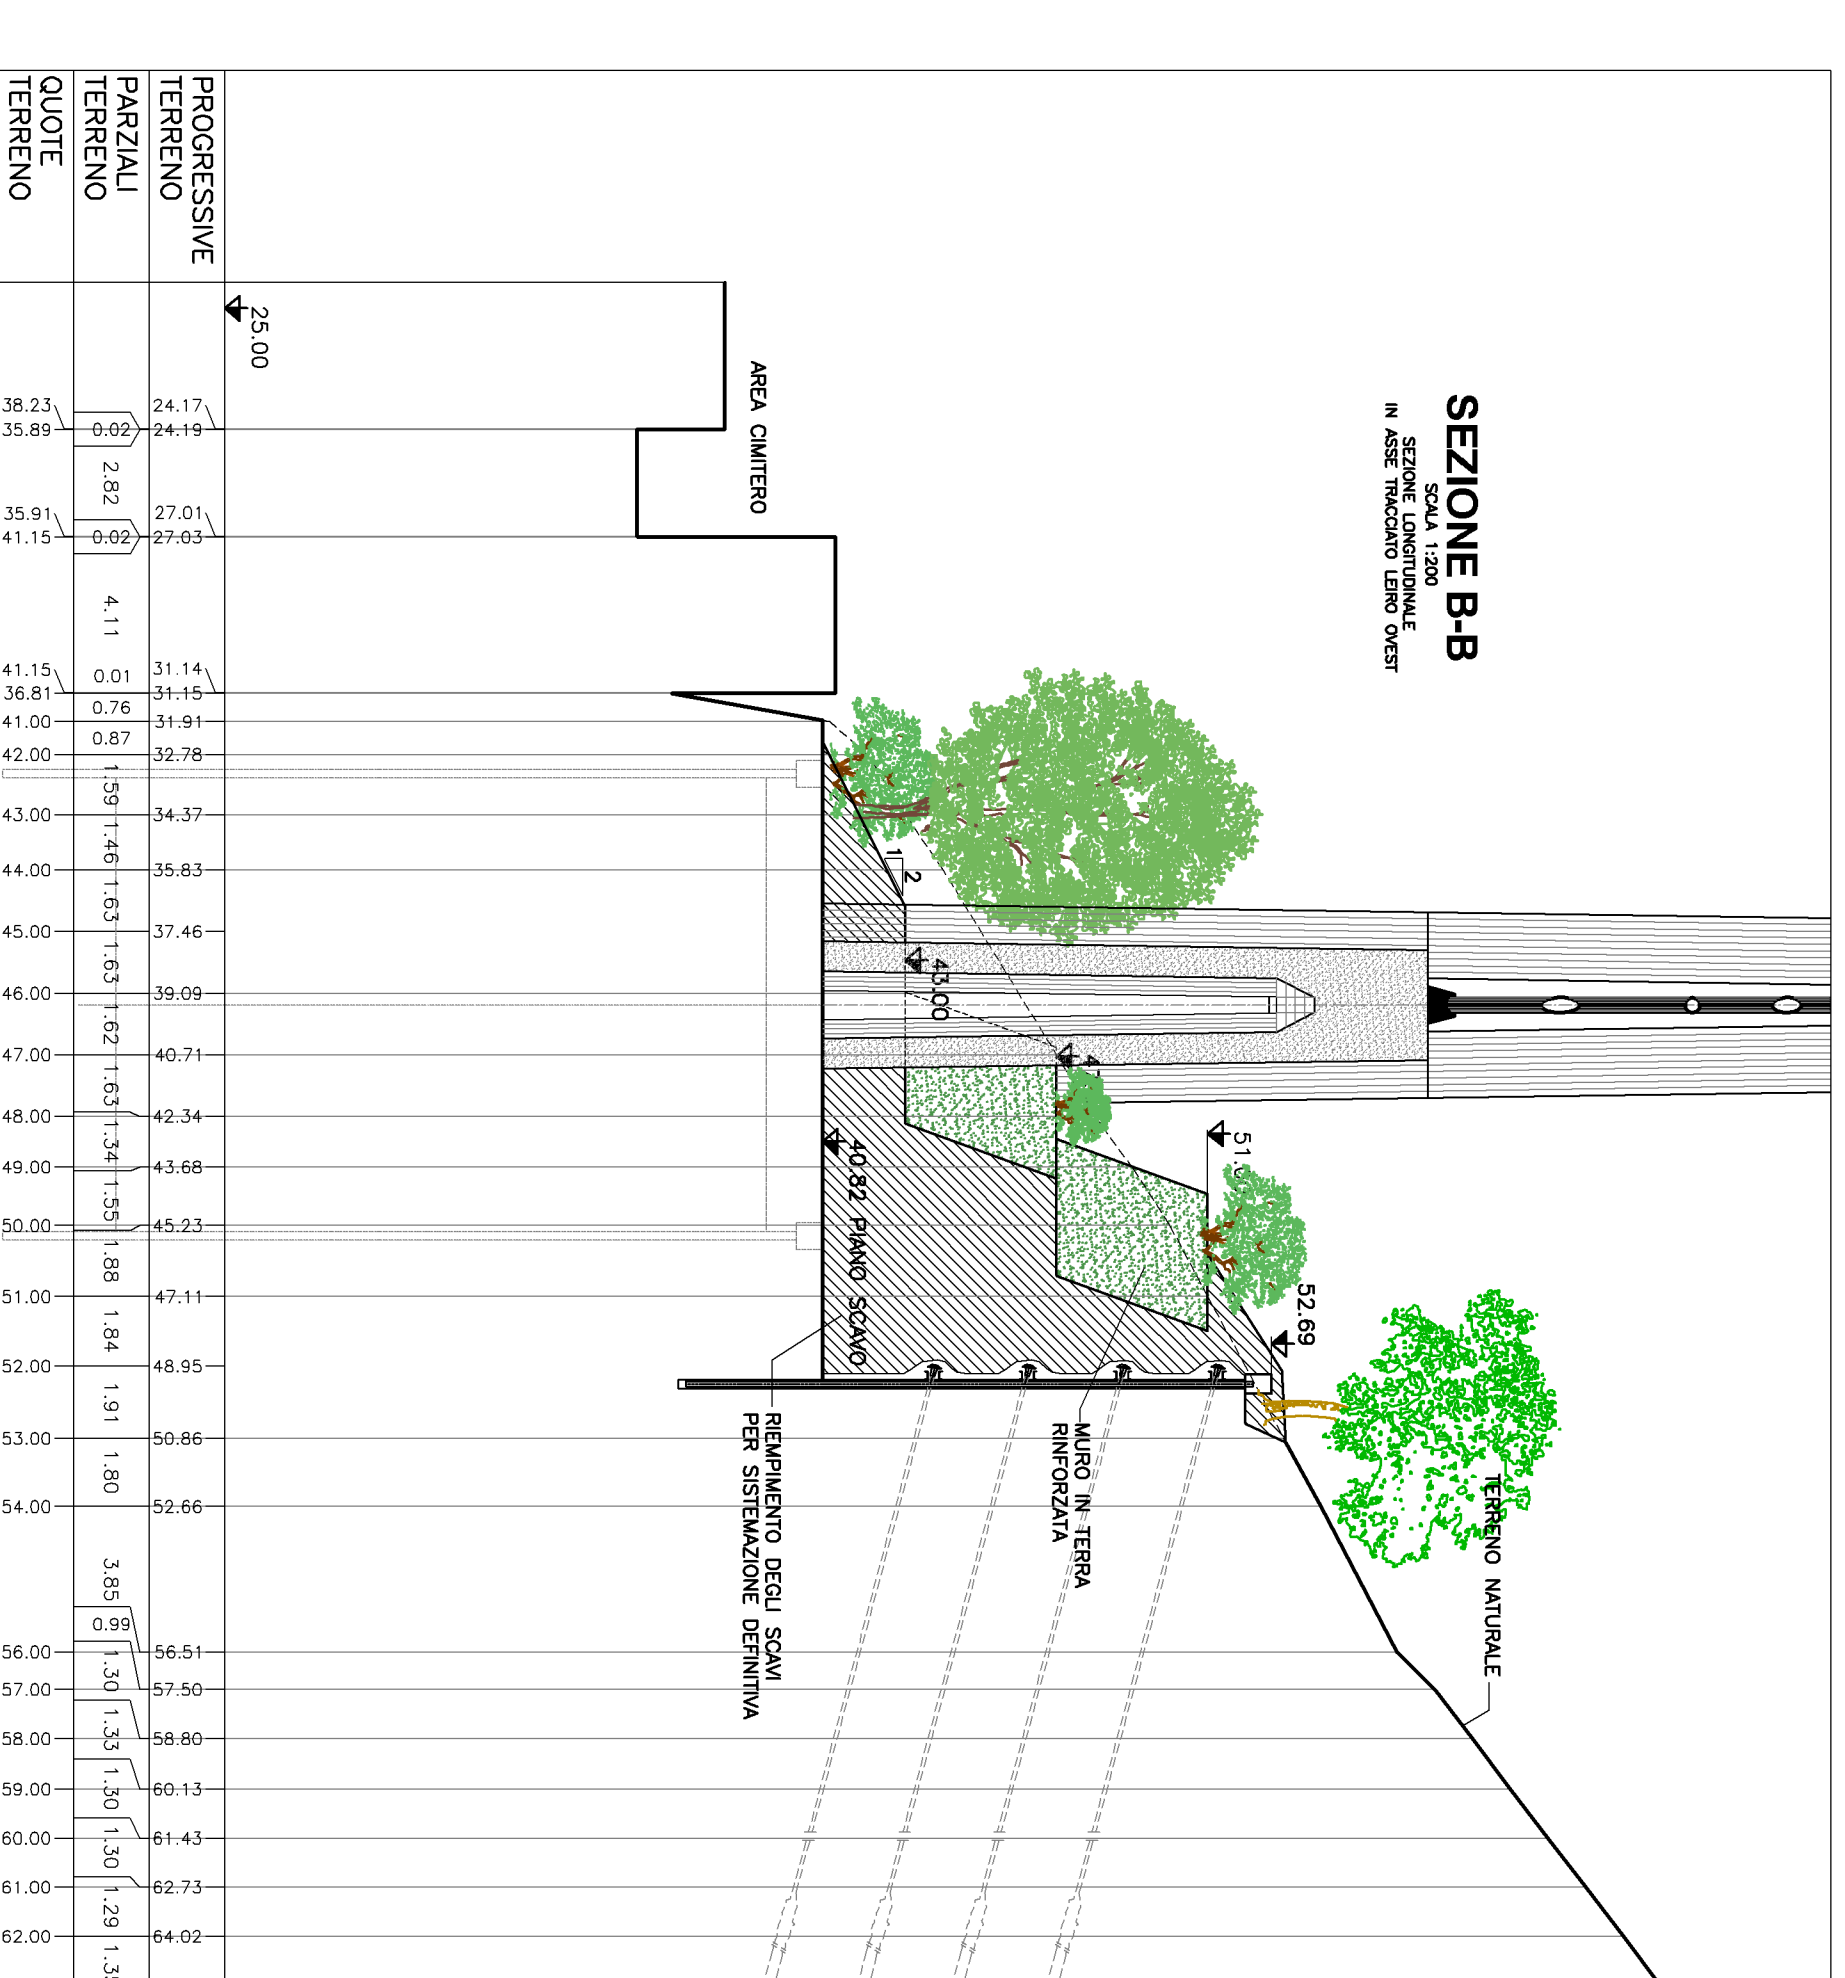 SEZIONE B-B
SCALA 1:200
SEZIONE LONGITUDINALE
IN ASSE TRACCIATO LEIRO OVEST
TERRENO NATURALE
52.69
51.
43.00
40.82 PIANO SCAVO
1
2
AREA CIMITERO
MURO IN TERRA
RINFORZATA
RIEMPIMENTO DEGLI SCAVI
PER SISTEMAZIONE DEFINITIVA
25.00
PROGRESSIVE
TERRENO
24.17 24.19 27.01 27.03 31.14 31.15 31.91 32.78 34.37 35.83 37.46 39.09 40.71 42.34 43.68 45.23 47.11 48.95 50.86 52.66 56.51 57.50 58.80 60.13 61.43 62.73 64.02
PARZIALI
TERRENO
0.02 2.82 0.02 4.11 0.01 0.76 0.87 1.59 1.46 1.63 1.63 1.62 1.63 1.34 1.55 1.88 1.84 1.91 1.80 3.85 0.99 1.30 1.33 1.30 1.30 1.29
QUOTE
TERRENO
38.23 35.89 35.91 41.15 41.15 36.81 41.00 42.00 43.00 44.00 45.00 46.00 47.00 48.00 49.00 50.00 51.00 52.00 53.00 54.00 56.00 57.00 58.00 59.00 60.00 61.00 62.00